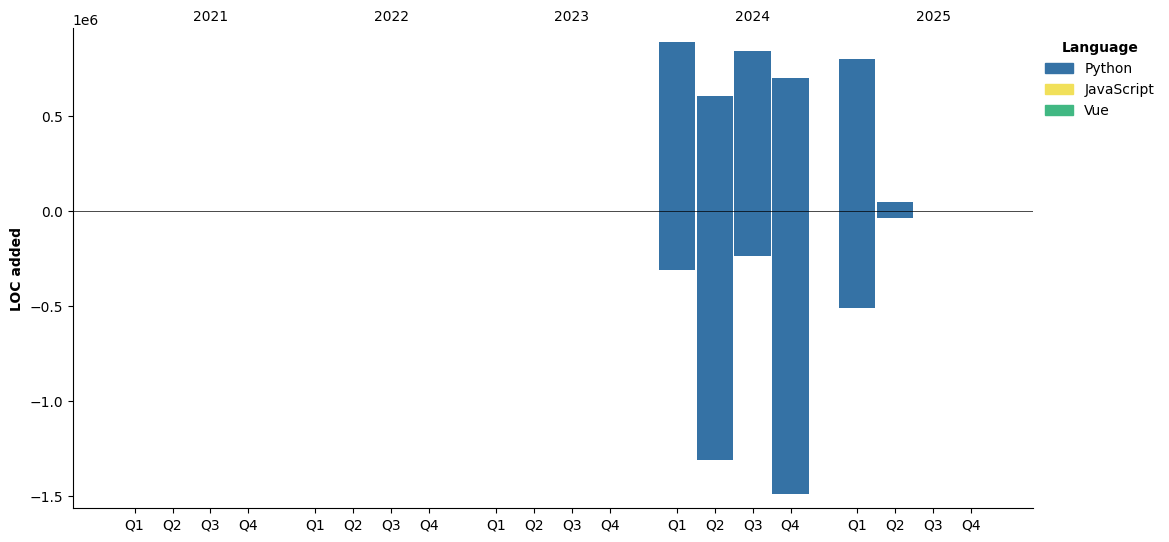 2021 2022 2023 2024 2025
1e6
Language
Python
JavaScript
Vue
LOC added
0.5
0.0
−0.5
−1.0
−1.5
Q1 Q2 Q3 Q4 Q1 Q2 Q3 Q4 Q1 Q2 Q3 Q4 Q1 Q2 Q3 Q4 Q1 Q2 Q3 Q4